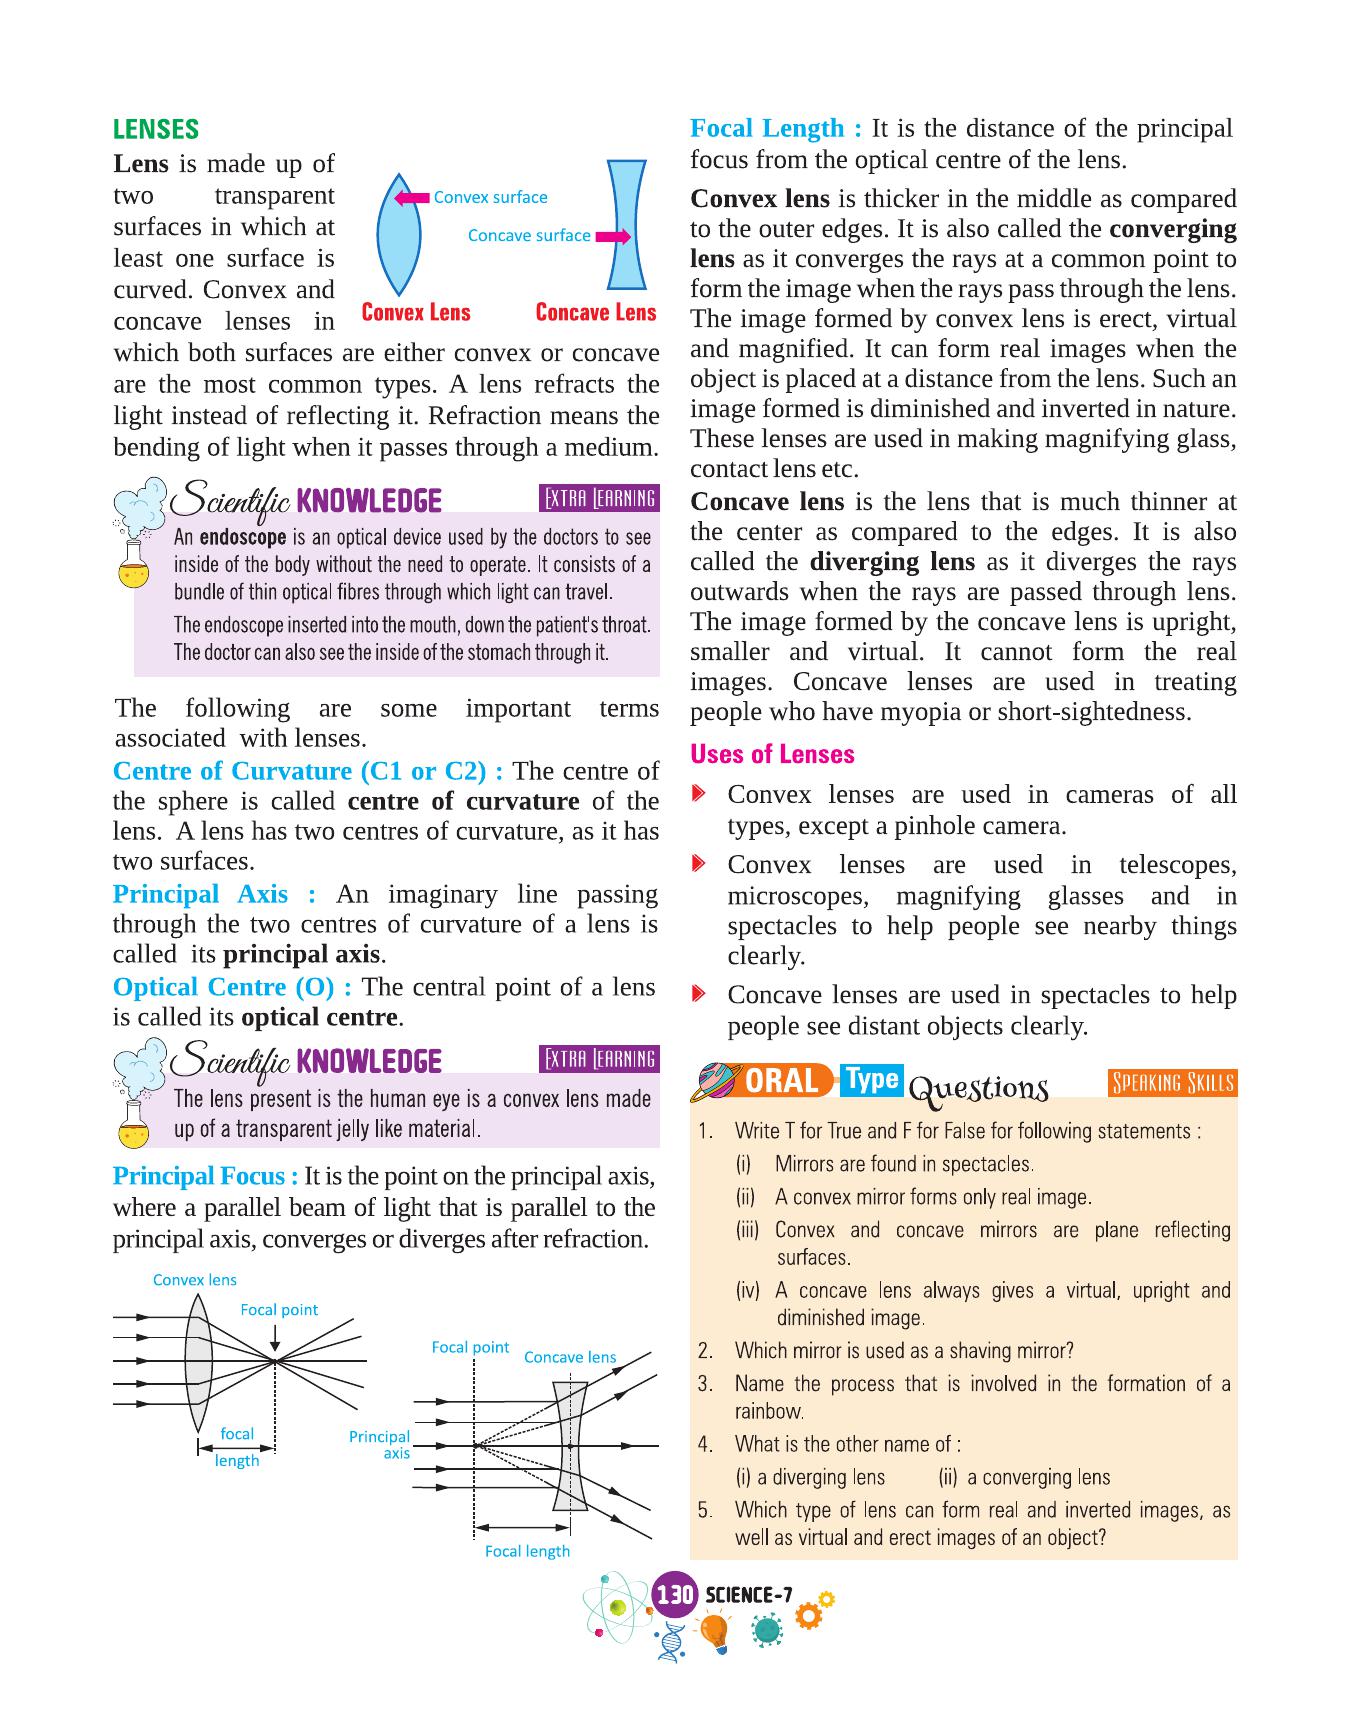 LENSES
Lens is made up of
two transparent
surfaces in which at
least one surface is
curved. Convex and
concave lenses in
Convex surface
Concave surface
Convex Lens
Concave Lens
which both surfaces are either convex or concave
are the most common types. A lens refracts the
light instead of reflecting it. Refraction means the
bending of light when it passes through a medium.
Scientific KNOWLEDGE
EXTRA LEARNING
An endoscope is an optical device used by the doctors to see
inside of the body without the need to operate. It consists of a
bundle of thin optical fibres through which light can travel.
The endoscope inserted into the mouth, down the patient's throat.
The doctor can also see the inside of the stomach through it.
The following are some important terms
associated with lenses.
Centre of Curvature (C1 or C2) : The centre of
the sphere is called centre of curvature of the
lens. A lens has two centres of curvature, as it has
two surfaces.
Principal Axis : An imaginary line passing
through the two centres of curvature of a lens is
called its principal axis.
Optical Centre (O) : The central point of a lens
is called its optical centre.
Scientific KNOWLEDGE
EXTRA LEARNING
The lens present is the human eye is a convex lens made
up of a transparent jelly like material.
Principal Focus : It is the point on the principal axis,
where a parallel beam of light that is parallel to the
principal axis, converges or diverges after refraction.
Convex lens
Focal point
focal
length
Focal point
Concave lens
Principal
axis
Focal length
Focal Length : It is the distance of the principal
focus from the optical centre of the lens.
Convex lens is thicker in the middle as compared
to the outer edges. It is also called the converging
lens as it converges the rays at a common point to
form the image when the rays pass through the lens.
The image formed by convex lens is erect, virtual
and magnified. It can form real images when the
object is placed at a distance from the lens. Such an
image formed is diminished and inverted in nature.
These lenses are used in making magnifying glass,
contact lens etc.
Concave lens is the lens that is much thinner at
the center as compared to the edges. It is also
called the diverging lens as it diverges the rays
outwards when the rays are passed through lens.
The image formed by the concave lens is upright,
smaller and virtual. It cannot form the real
images. Concave lenses are used in treating
people who have myopia or short-sightedness.
Uses of Lenses
Convex lenses are used in cameras of all
types, except a pinhole camera.
Convex lenses are used in telescopes,
microscopes, magnifying glasses and in
spectacles to help people see nearby things
clearly.
Concave lenses are used in spectacles to help
people see distant objects clearly.
ORAL Type Questions
SPEAKING SKILLS
1. Write T for True and F for False for following statements :
(i) Mirrors are found in spectacles.
(ii) A convex mirror forms only real image.
(iii) Convex and concave mirrors are plane reflecting
surfaces.
(iv) A concave lens always gives a virtual, upright and
diminished image.
2. Which mirror is used as a shaving mirror?
3. Name the process that is involved in the formation of a
rainbow.
4. What is the other name of :
(i) a diverging lens (ii) a converging lens
5. Which type of lens can form real and inverted images, as
well as virtual and erect images of an object?
130 SCIENCE-7